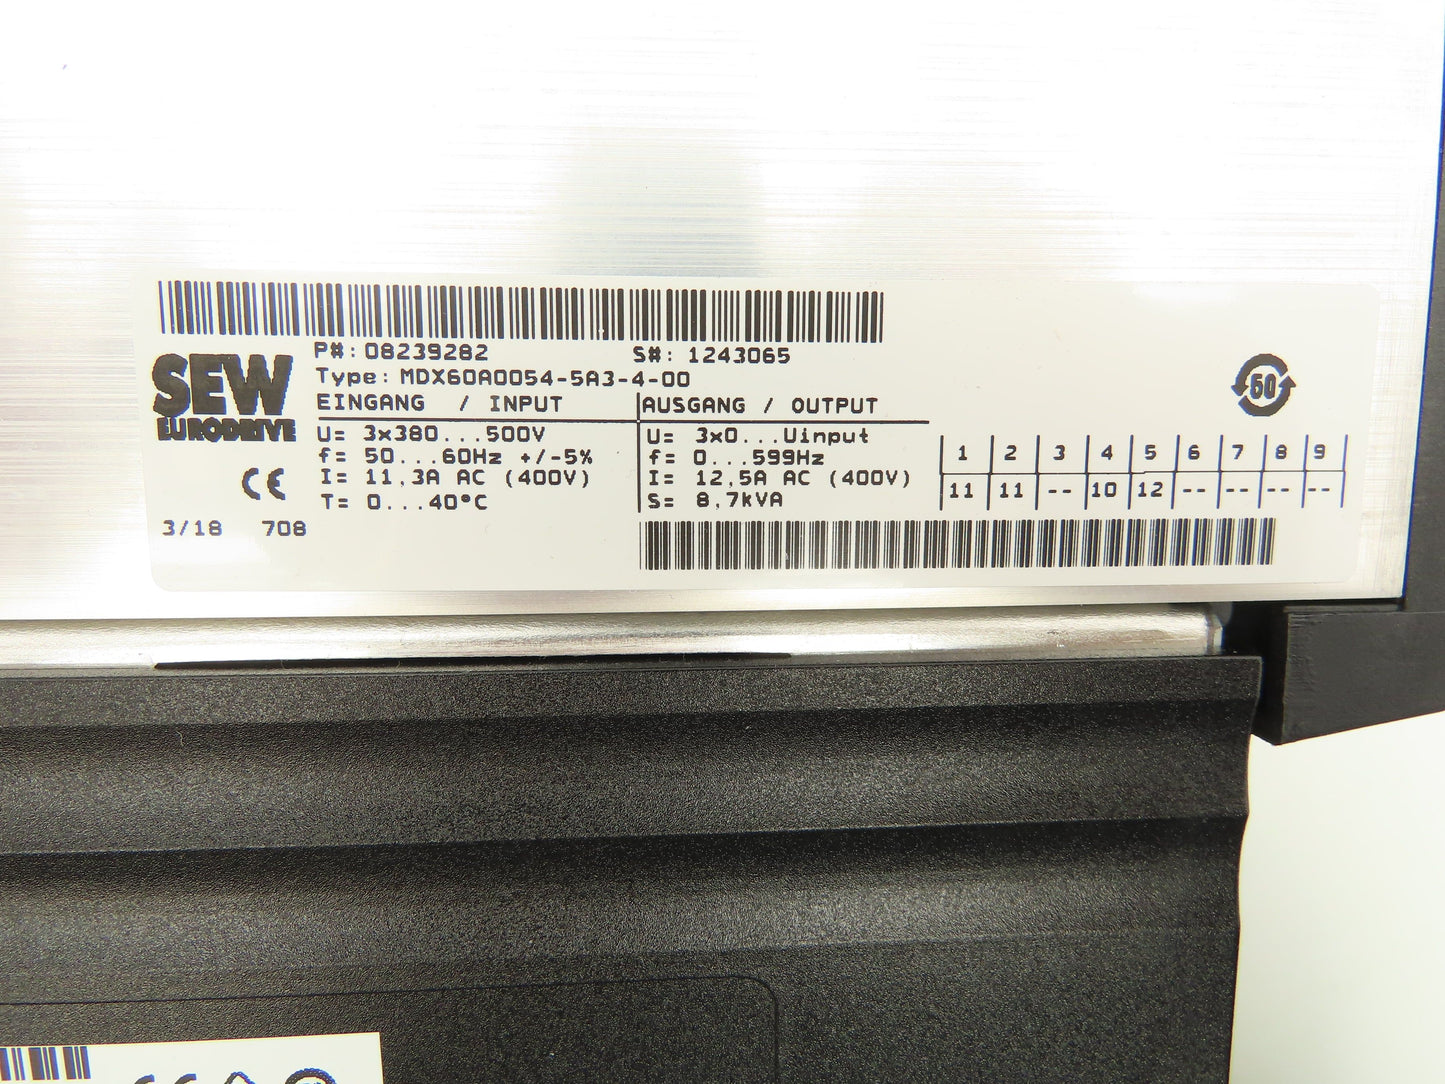 P#: 08239282 S#: 1243065
Type: MDX60A0054-5A3-4-00
SEW
EURODRIVE
EINGANG / INPUT
U= 3x380...500V
f= 50...60Hz +/-5%
I= 11,3A AC (400V)
T= 0...40°C
AUSGANG / OUTPUT
U= 3x0...Uinput
f= 0...599Hz
I= 12,5A AC (400V)
S= 8,7kVA
CE
3/18 708
50
1 2 3 4 5 6 7 8 9
11 11 -- 10 12 -- -- -- --